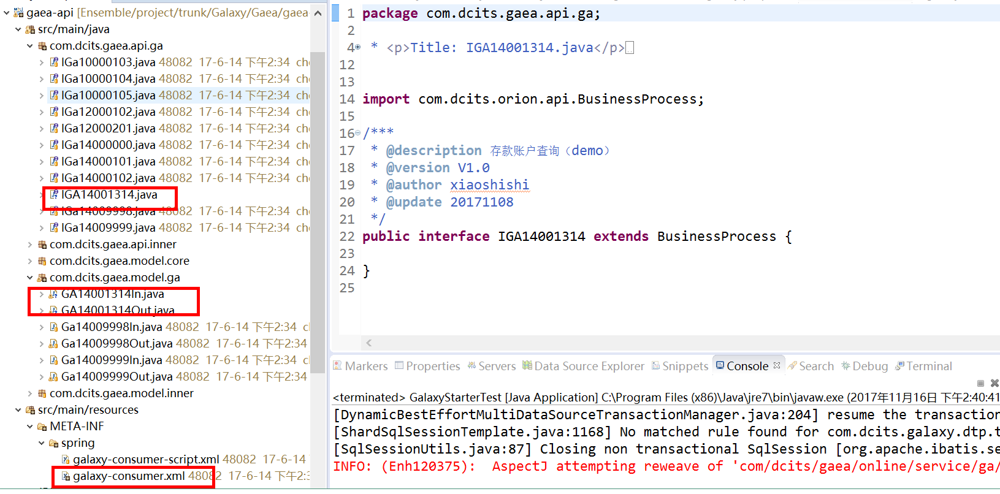 gaea-api [Ensemble/project/trunk/Galaxy/Gaea/gaea-
src/main/java
com.dcits.gaea.api.ga
IGa10000103.java 48082 17-6-14 下午2:34
IGa10000104.java 48082 17-6-14 下午2:34
IGa10000105.java 48082 17-6-14 下午2:34
IGa12000102.java 48082 17-6-14 下午2:34
IGa12000201.java 48082 17-6-14 下午2:34
IGa14000000.java 48082 17-6-14 下午2:34
IGa14000101.java 48082 17-6-14 下午2:34
IGa14000102.java 48082 17-6-14 下午2:34
IGA14001314.java
IGa14009998.java 48082 17-6-14 下午2:34
IGa14009999.java 48082 17-6-14 下午2:34
com.dcits.gaea.api.inner
com.dcits.gaea.model.core
com.dcits.gaea.model.ga
GA14001314In.java
GA14001314Out.java
Ga14009998In.java 48082 17-6-14 下午2:34
Ga14009998Out.java 48082 17-6-14 下午2:34
Ga14009999In.java 48082 17-6-14 下午2:34
Ga14009999Out.java 48082 17-6-14 下午2:34
com.dcits.gaea.model.inner
src/main/resources
META-INF
spring
galaxy-consumer-script.xml 48082 17-6-14
galaxy-consumer.xml 48082 17-6-14 下午2:3
1 package com.dcits.gaea.api.ga;
2
4 * <p>Title: IGA14001314.java</p>
12
13
14 import com.dcits.orion.api.BusinessProcess;
15
16 /***
17 * @description 存款账户查询（demo）
18 * @version V1.0
19 * @author xiaoshishi
20 * @update 20171108
21 */
22 public interface IGA14001314 extends BusinessProcess {
23
24 }
25
Markers Properties Servers Data Source Explorer Snippets Console Search Debug Terminal
<terminated> GalaxyStarterTest [Java Application] C:\Program Files (x86)\Java\jre7\bin\javaw.exe (2017年11月16日 下午2:40:41
[DynamicBestEffortMultiDataSourceTransactionManager.java:204] resume the transaction
[ShardSqlSessionTemplate.java:1168] No matched rule found for com.dcits.galaxy.dtp.t
[SqlSessionUtils.java:87] Closing non transactional SqlSession [org.apache.ibatis.se
INFO: (Enh120375): AspectJ attempting reweave of 'com/dcits/gaea/online/service/ga/